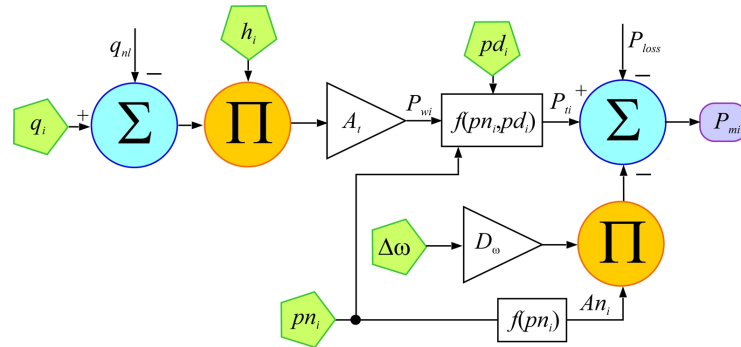 h_i
q_nl
pd_i
P_loss
q_i
+
−
Σ
Π
A_t
P_wi
f(pn_i,pd_i)
P_ti
+
−
Σ
P_mi
−
Δω
D_ω
Π
pn_i
f(pn_i)
An_i